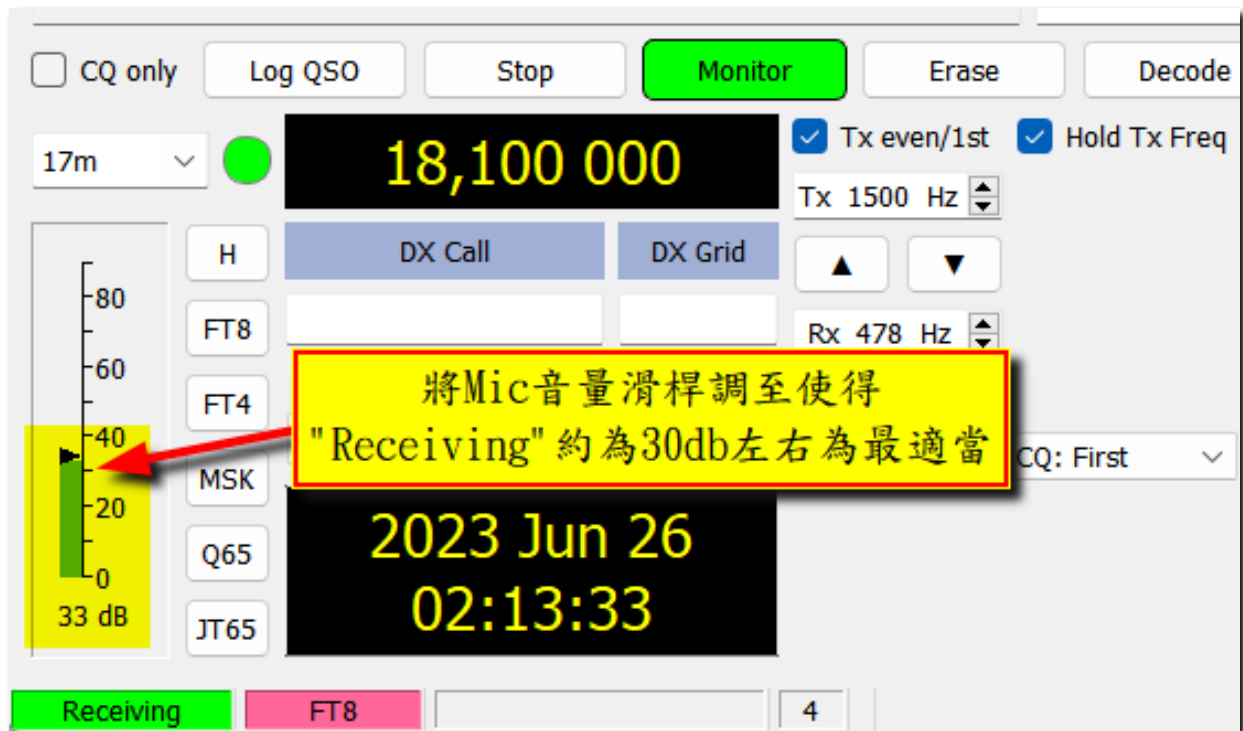 CQ only Log QSO Stop Monitor Erase Decode
17m 18,100 000 Tx even/1st Hold Tx Freq
Tx 1500 Hz
H DX Call DX Grid ▲ ▼
80
FT8 Rx 478 Hz
60
將Mic音量滑桿調至使得
FT4
40
"Receiving"約為30db左右為最適當
CQ: First
MSK
20
2023 Jun 26
Q65
0
02:13:33
33 dB
JT65
Receiving FT8 4